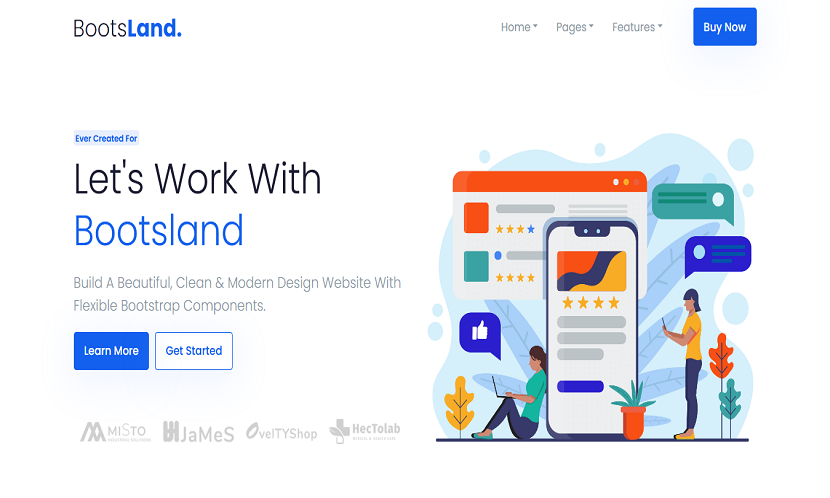 BootsLand.
Home
Pages
Features
Buy Now
Ever Created For
Let's Work With
Bootsland
Build A Beautiful, Clean & Modern Design Website With
Flexible Bootstrap Components.
Learn More
Get Started
MiSTO
JaMeS
OvelTYShop
HecTolab